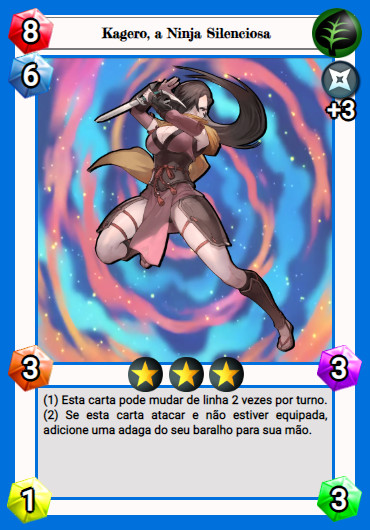 8
Kagero, a Ninja Silenciosa
6
+3
3
3
(1) Esta carta pode mudar de linha 2 vezes por turno.
(2) Se esta carta atacar e não estiver equipada,
adicione uma adaga do seu baralho para sua mão.
1
3